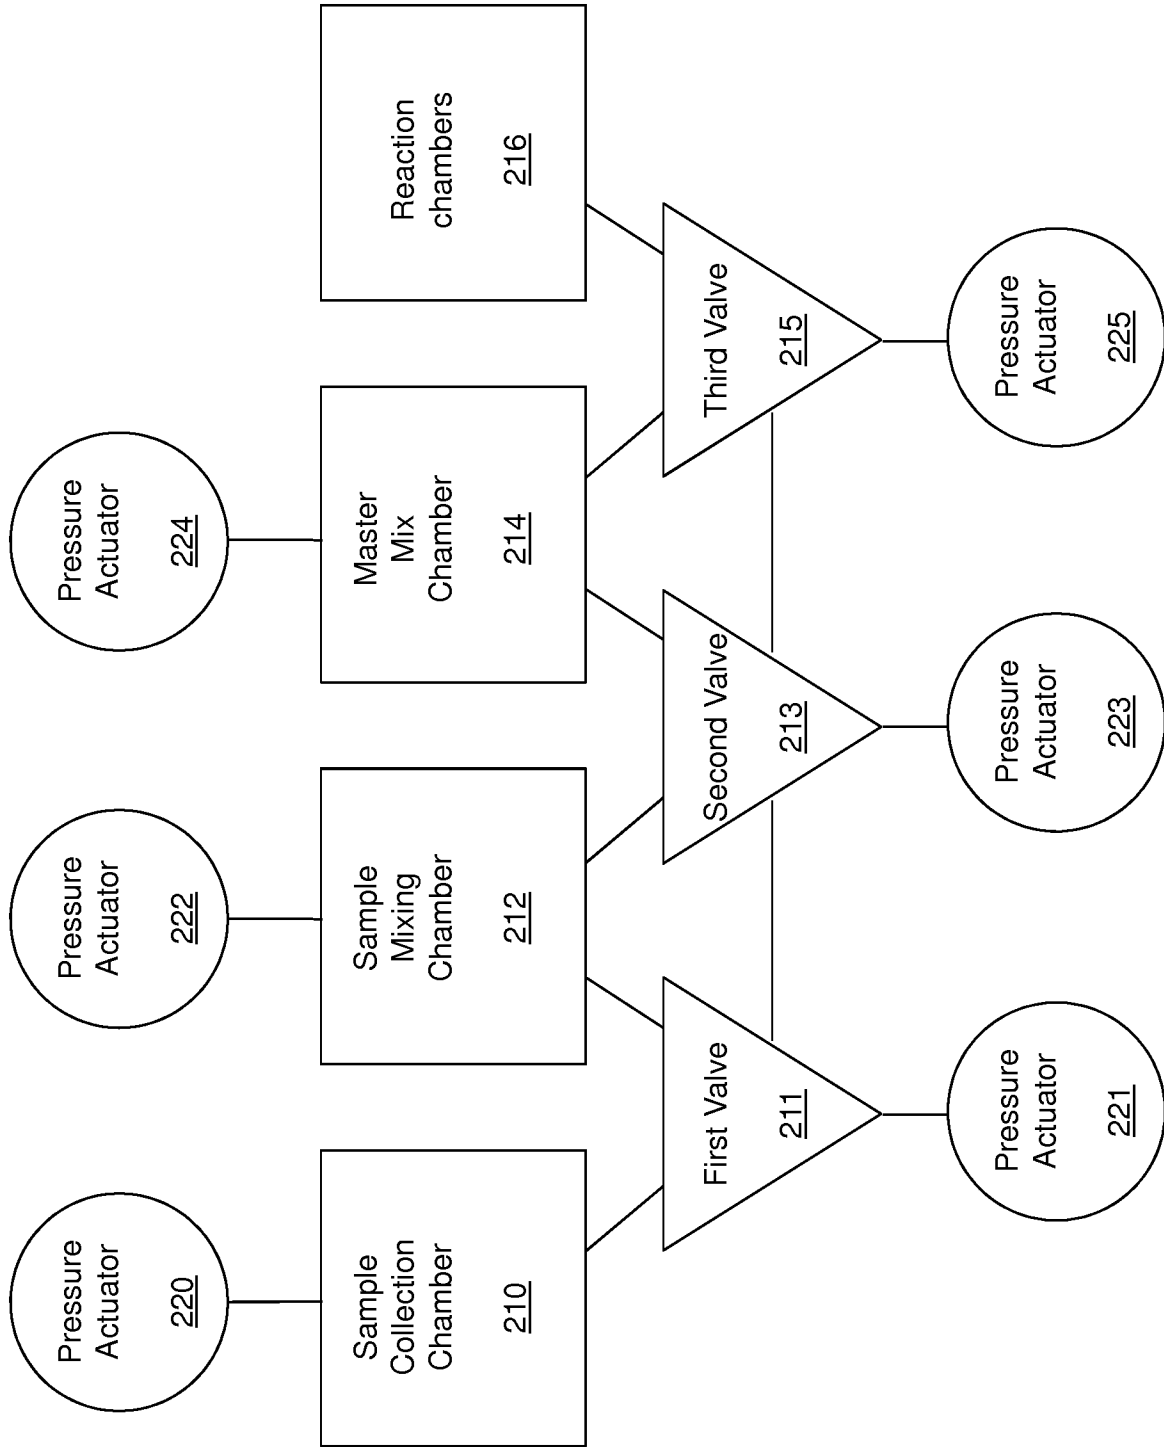 Pressure
Actuator
220
Pressure
Actuator
222
Pressure
Actuator
224
Sample
Collection
Chamber
210
Sample
Mixing
Chamber
212
Master
Mix
Chamber
214
Reaction
chambers
216
First Valve
211
Second Valve
213
Third Valve
215
Pressure
Actuator
221
Pressure
Actuator
223
Pressure
Actuator
225